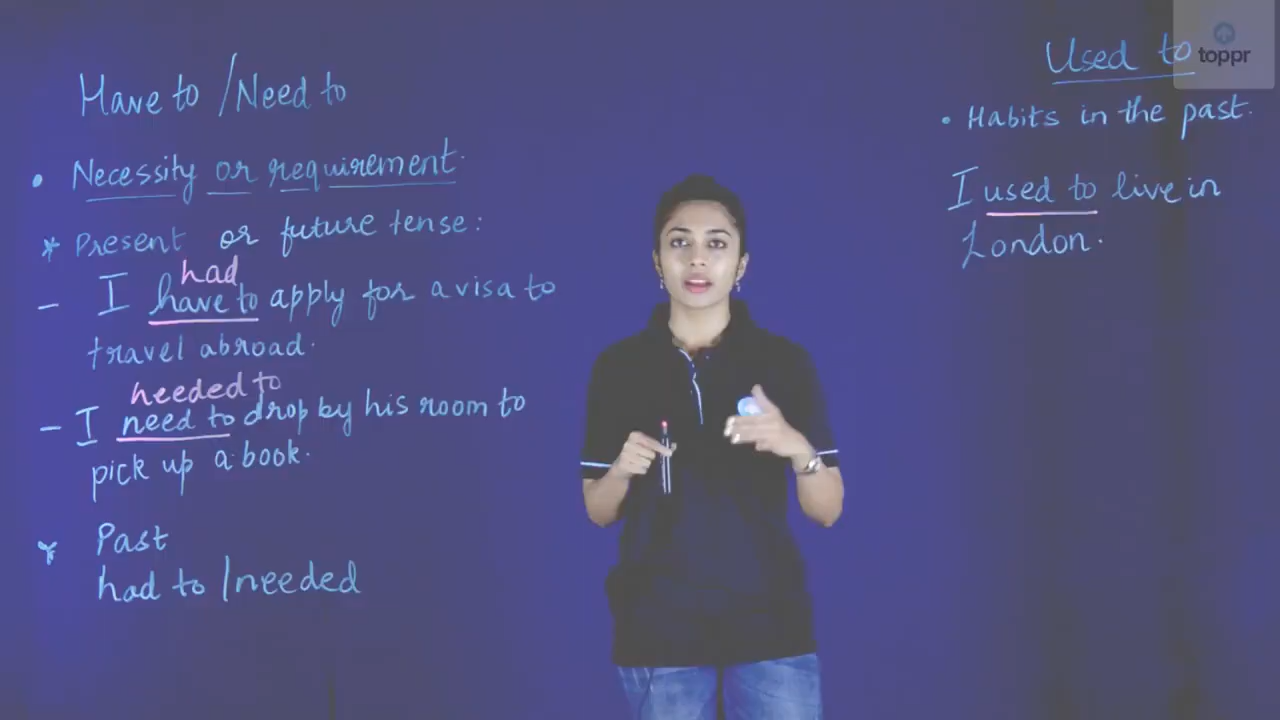 Have to / Need to
• Necessity or requirement.
* Present or future tense:
had
- I have to apply for a visa to
travel abroad.
needed to
- I need to drop by his room to
pick up a book.
* Past
had to / needed
toppr
Used to
• Habits in the past.
I used to live in
London.